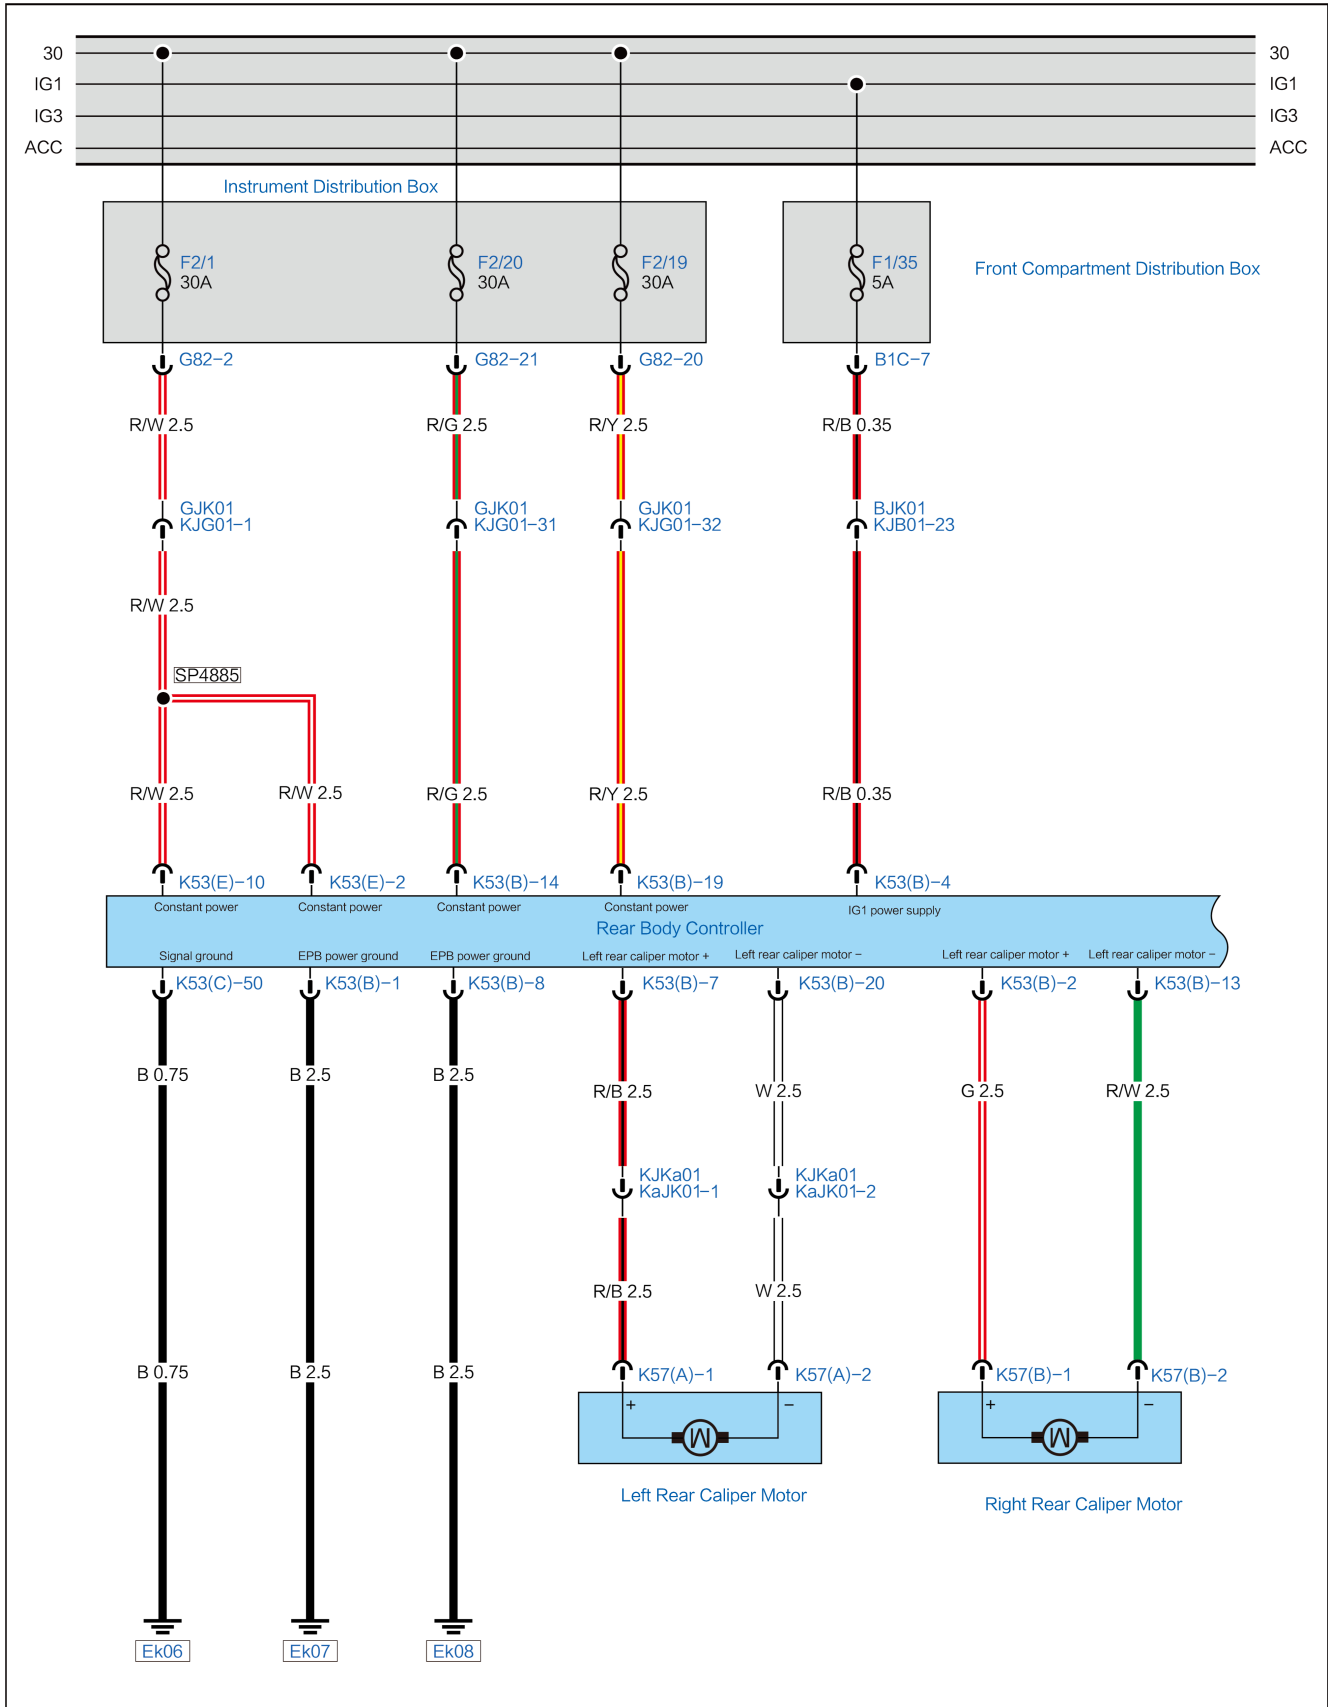 30 30
IG1 IG1
IG3 IG3
ACC ACC
Instrument Distribution Box
F2/1 F2/20 F2/19 F1/35
30A 30A 30A 5A
Front Compartment Distribution Box
G82-2 G82-21 G82-20 B1C-7
R/W 2.5 R/G 2.5 R/Y 2.5 R/B 0.35
GJK01 GJK01 GJK01 BJK01
KJG01-1 KJG01-31 KJG01-32 KJB01-23
R/W 2.5
SP4885
R/W 2.5 R/W 2.5 R/G 2.5 R/Y 2.5 R/B 0.35
K53(E)-10 K53(E)-2 K53(B)-14 K53(B)-19 K53(B)-4
Constant power Constant power Constant power Constant power IG1 power supply
Rear Body Controller
Signal ground EPB power ground EPB power ground Left rear caliper motor + Left rear caliper motor - Left rear caliper motor + Left rear caliper motor -
K53(C)-50 K53(B)-1 K53(B)-8 K53(B)-7 K53(B)-20 K53(B)-2 K53(B)-13
B 0.75 B 2.5 B 2.5 R/B 2.5 W 2.5 G 2.5 R/W 2.5
KJKa01 KJKa01
KaJK01-1 KaJK01-2
R/B 2.5 W 2.5
B 0.75 B 2.5 B 2.5
K57(A)-1 K57(A)-2 K57(B)-1 K57(B)-2
+ - + -
M M
Left Rear Caliper Motor
Right Rear Caliper Motor
Ek06 Ek07 Ek08